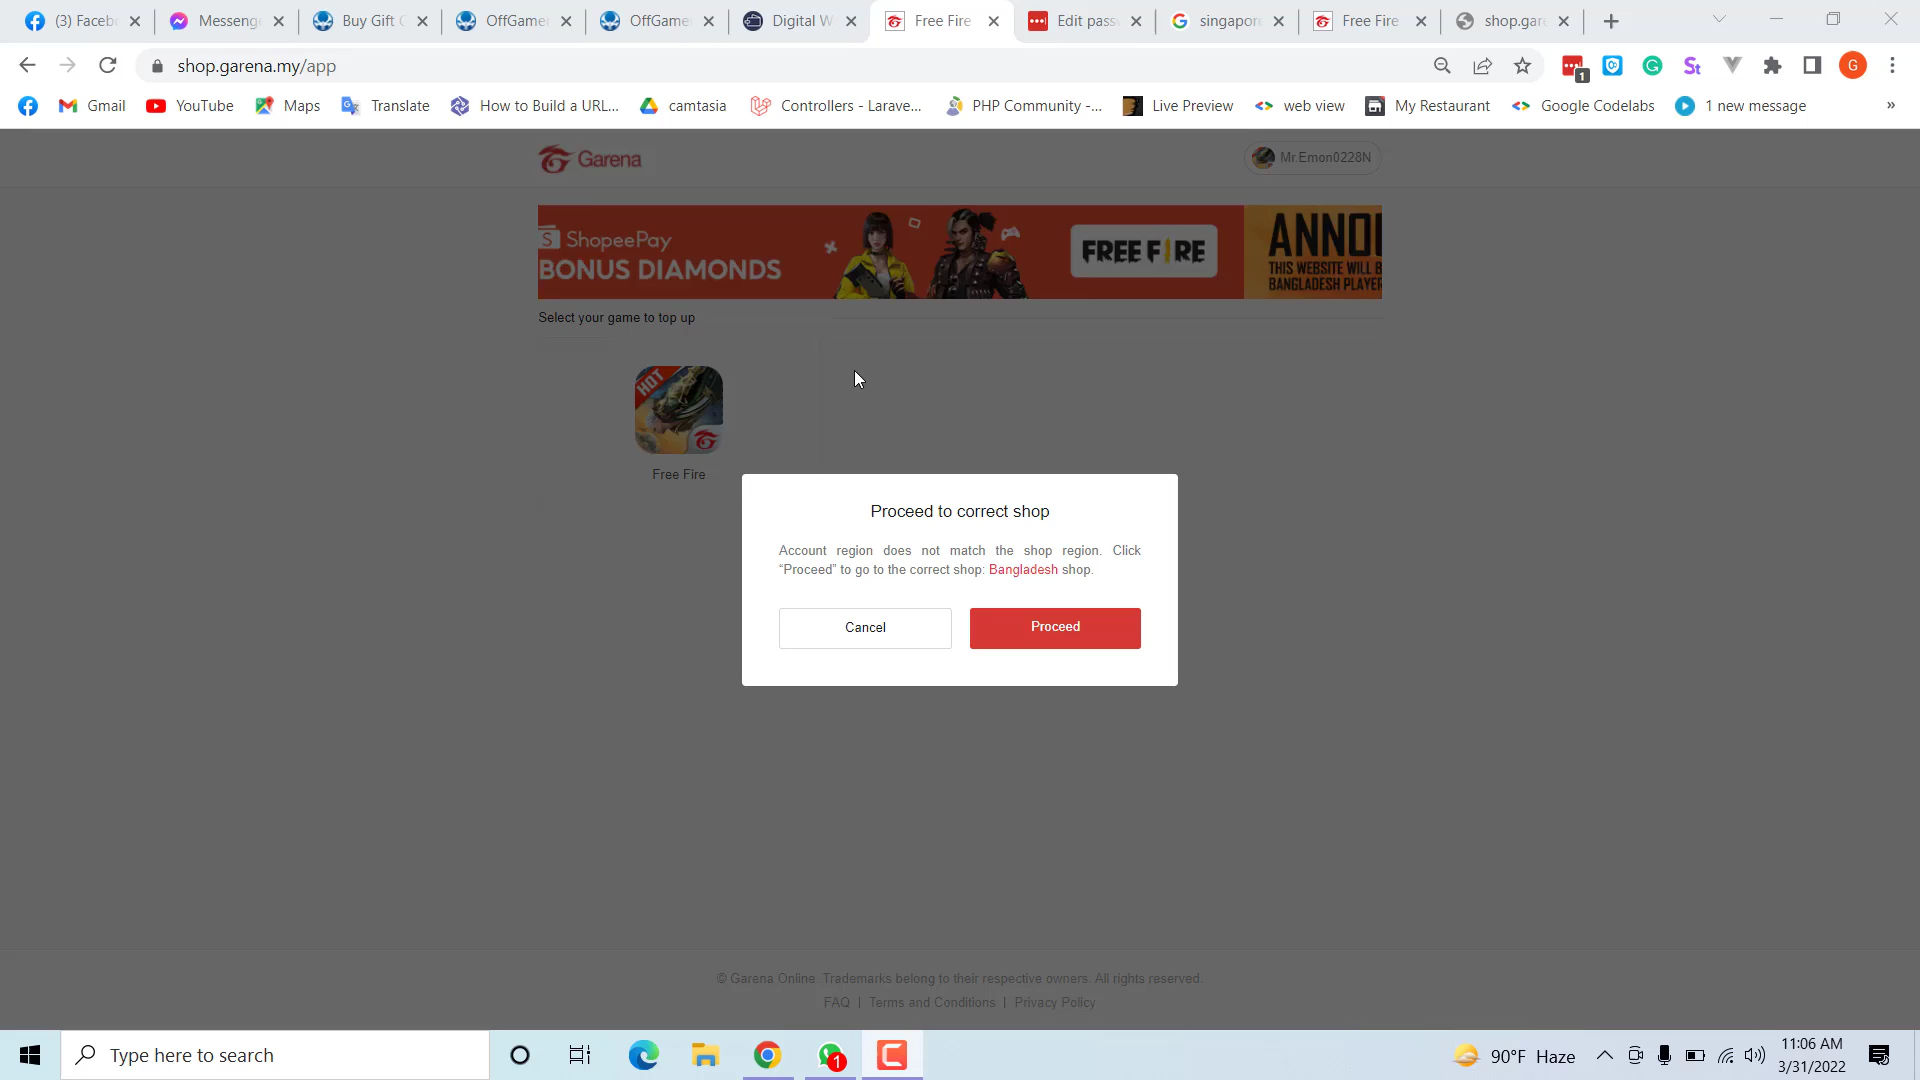 (3) Facebo
Messeng
Buy Gift C
OffGamer
OffGame
Digital W
Free Fire
Edit pass
singapore
Free Fire
shop.gare
shop.garena.my/app
1
G
Gmail
YouTube
Maps
Translate
How to Build a URL...
camtasia
Controllers - Larave...
PHP Community -...
Live Preview
web view
My Restaurant
Google Codelabs
1 new message
»
Garena
Mr.Emon0228N
ShopeePay
BONUS DIAMONDS
FREE FIRE
ANNOU
THIS WEBSITE WILL B
BANGLADESH PLAYER
Select your game to top up
HOT
Free Fire
Proceed to correct shop
Account region does not match the shop region. Click
“Proceed” to go to the correct shop: Bangladesh shop.
Cancel
Proceed
© Garena Online. Trademarks belong to their respective owners. All rights reserved.
FAQ | Terms and Conditions | Privacy Policy
Type here to search
1
90°F Haze
11:06 AM
3/31/2022